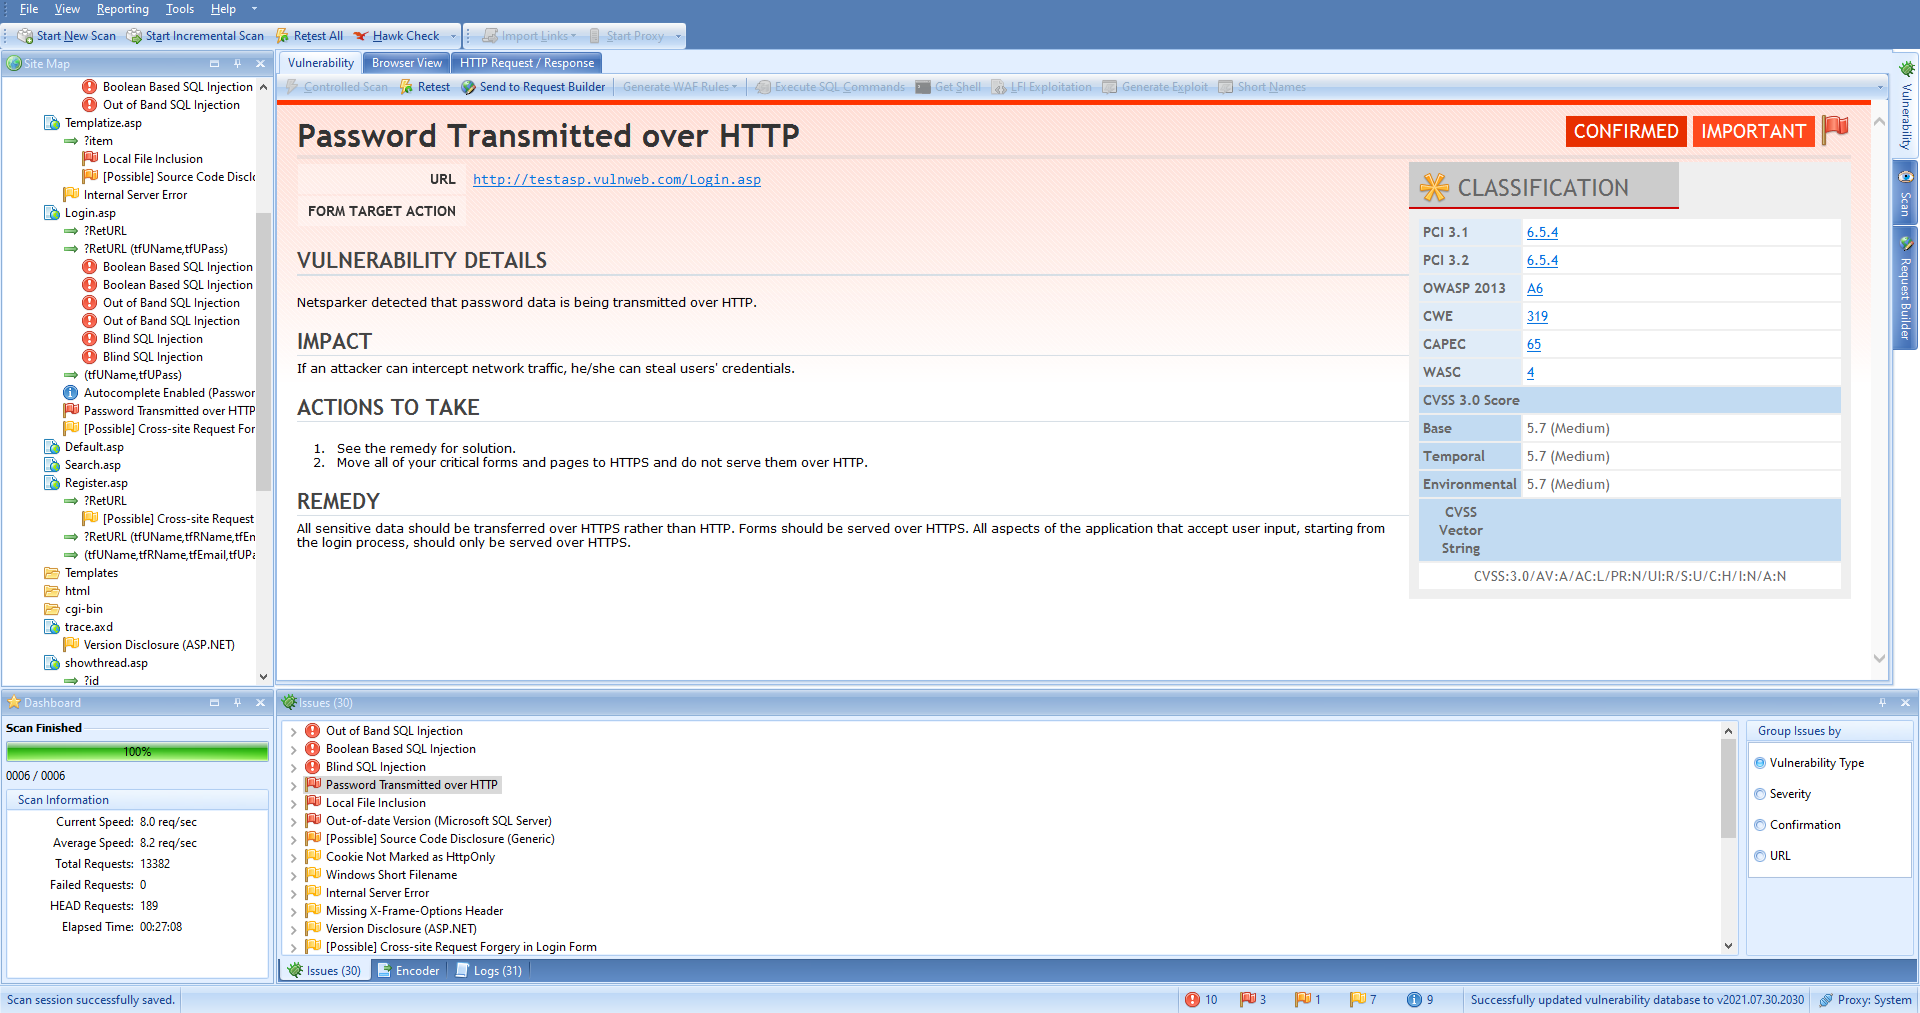 File View Reporting Tools Help
Start New Scan Start Incremental Scan Retest All Hawk Check Import Links Start Proxy
Site Map
Boolean Based SQL Injection
Out of Band SQL Injection
Templatize.asp
?item
Local File Inclusion
[Possible] Source Code Disclo
Internal Server Error
Login.asp
?RetURL
?RetURL (tfUName,tfUPass)
Boolean Based SQL Injection
Boolean Based SQL Injection
Out of Band SQL Injection
Out of Band SQL Injection
Blind SQL Injection
Blind SQL Injection
(tfUName,tfUPass)
Autocomplete Enabled (Passwor
Password Transmitted over HTTP
[Possible] Cross-site Request For
Default.asp
Search.asp
Register.asp
?RetURL
[Possible] Cross-site Request
?RetURL (tfUName,tfRName,tfEm
(tfUName,tfRName,tfEmail,tfUPa
Templates
html
cgi-bin
trace.axd
Version Disclosure (ASP.NET)
showthread.asp
?id
Vulnerability Browser View HTTP Request / Response
Controlled Scan Retest Send to Request Builder Generate WAF Rules Execute SQL Commands Get Shell LFI Exploitation Generate Exploit Short Names
Password Transmitted over HTTP
CONFIRMED IMPORTANT
URL http://testasp.vulnweb.com/Login.asp
FORM TARGET ACTION
VULNERABILITY DETAILS
Netsparker detected that password data is being transmitted over HTTP.
IMPACT
If an attacker can intercept network traffic, he/she can steal users' credentials.
ACTIONS TO TAKE
1. See the remedy for solution.
2. Move all of your critical forms and pages to HTTPS and do not serve them over HTTP.
REMEDY
All sensitive data should be transferred over HTTPS rather than HTTP. Forms should be served over HTTPS. All aspects of the application that accept user input, starting from
the login process, should only be served over HTTPS.
CLASSIFICATION
PCI 3.1 6.5.4
PCI 3.2 6.5.4
OWASP 2013 A6
CWE 319
CAPEC 65
WASC 4
CVSS 3.0 Score
Base 5.7 (Medium)
Temporal 5.7 (Medium)
Environmental 5.7 (Medium)
CVSS
Vector
String
CVSS:3.0/AV:A/AC:L/PR:N/UI:R/S:U/C:H/I:N/A:N
Vulnerability
Scan
Request Builder
Dashboard
Scan Finished
100%
0006 / 0006
Scan Information
Current Speed: 8.0 req/sec
Average Speed: 8.2 req/sec
Total Requests: 13382
Failed Requests: 0
HEAD Requests: 189
Elapsed Time: 00:27:08
Issues (30)
Out of Band SQL Injection
Boolean Based SQL Injection
Blind SQL Injection
Password Transmitted over HTTP
Local File Inclusion
Out-of-date Version (Microsoft SQL Server)
[Possible] Source Code Disclosure (Generic)
Cookie Not Marked as HttpOnly
Windows Short Filename
Internal Server Error
Missing X-Frame-Options Header
Version Disclosure (ASP.NET)
[Possible] Cross-site Request Forgery in Login Form
Group Issues by
Vulnerability Type
Severity
Confirmation
URL
Issues (30) Encoder Logs (31)
Scan session successfully saved. 10 3 1 7 9 Successfully updated vulnerability database to v2021.07.30.2030 Proxy: System